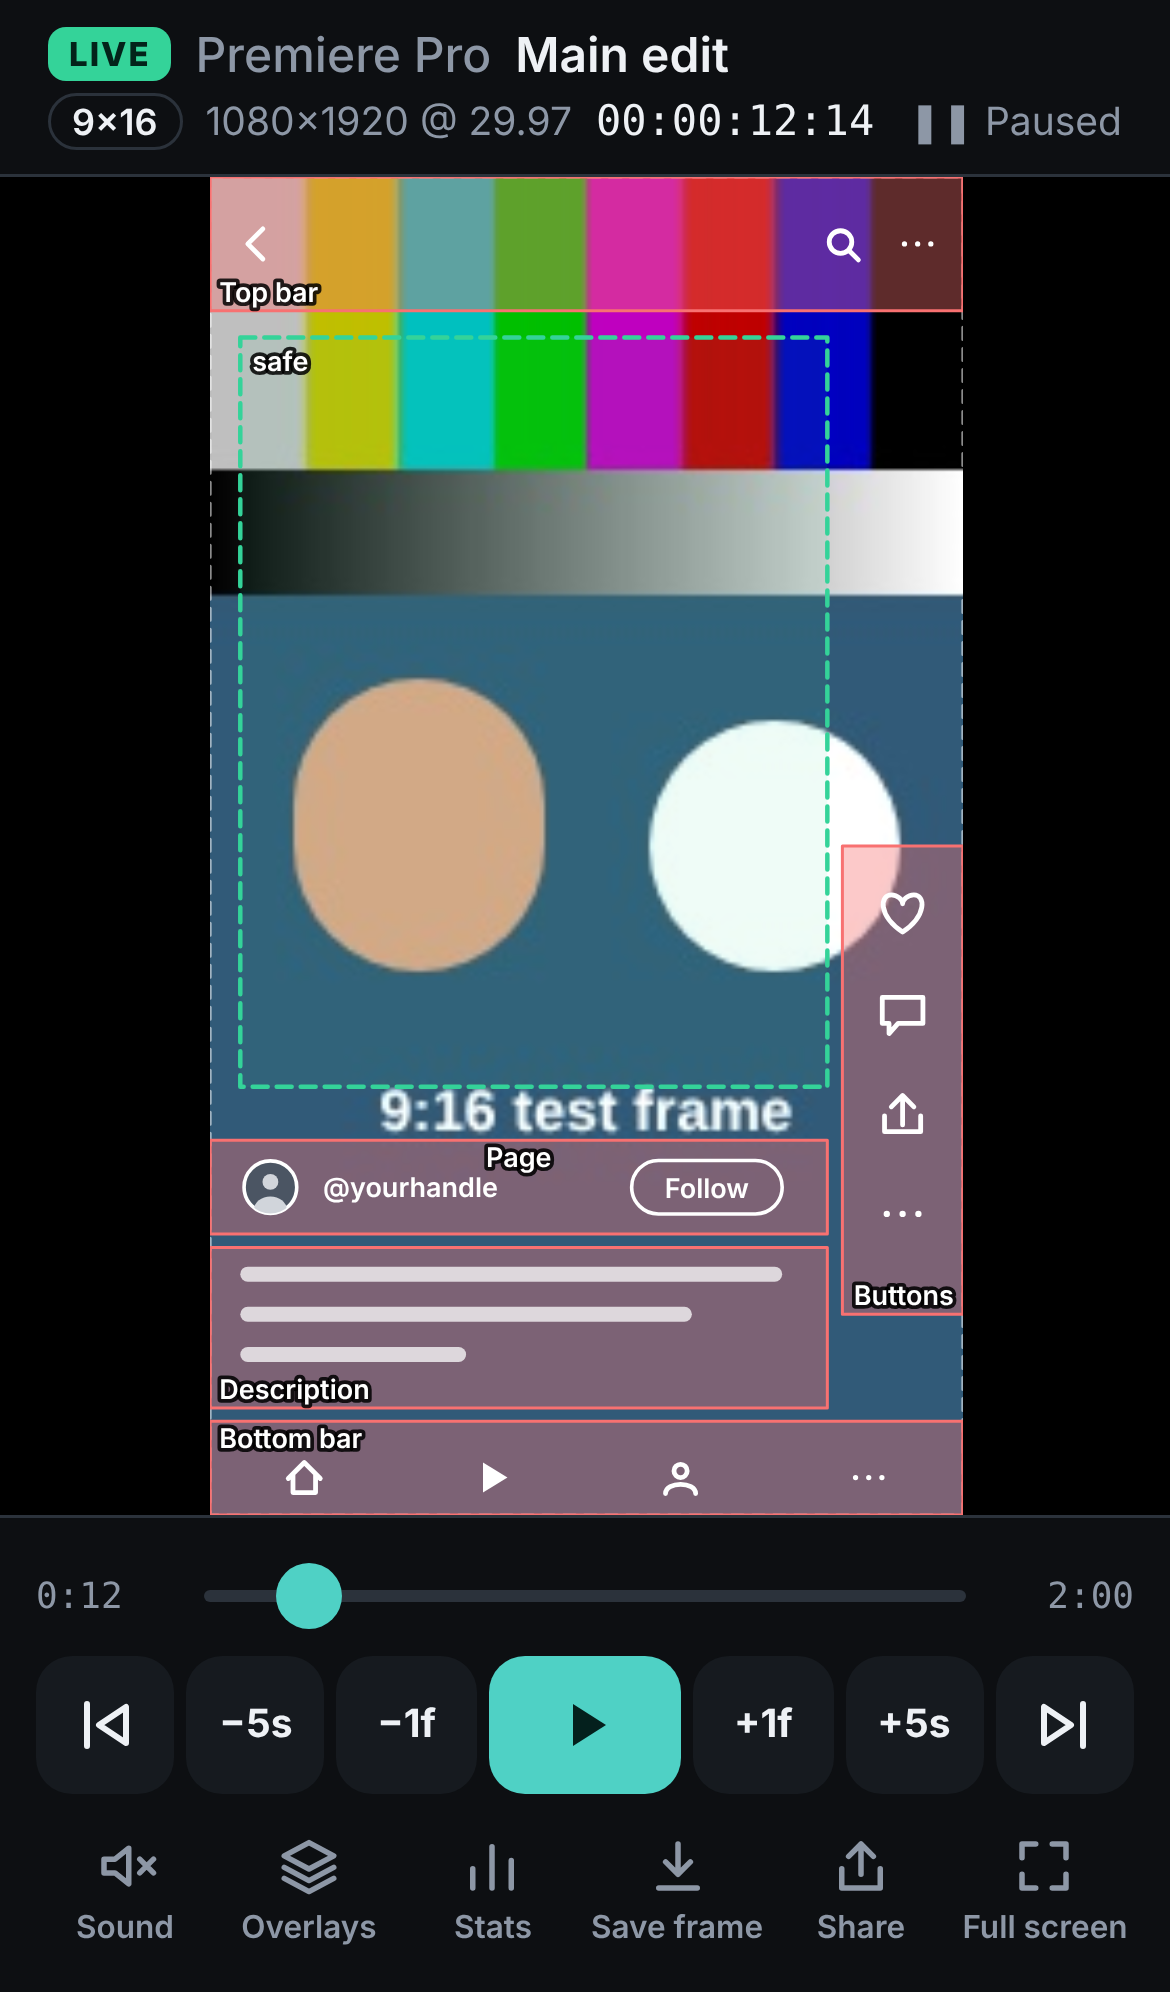 LIVE Premiere Pro Main edit
9×16 1080×1920 @ 29.97 00:00:12:14 Paused
Top bar
safe
9:16 test frame
Page
@yourhandle Follow
Buttons
Description
Bottom bar
0:12 2:00
−5s −1f +1f +5s
Sound Overlays Stats Save frame Share Full screen